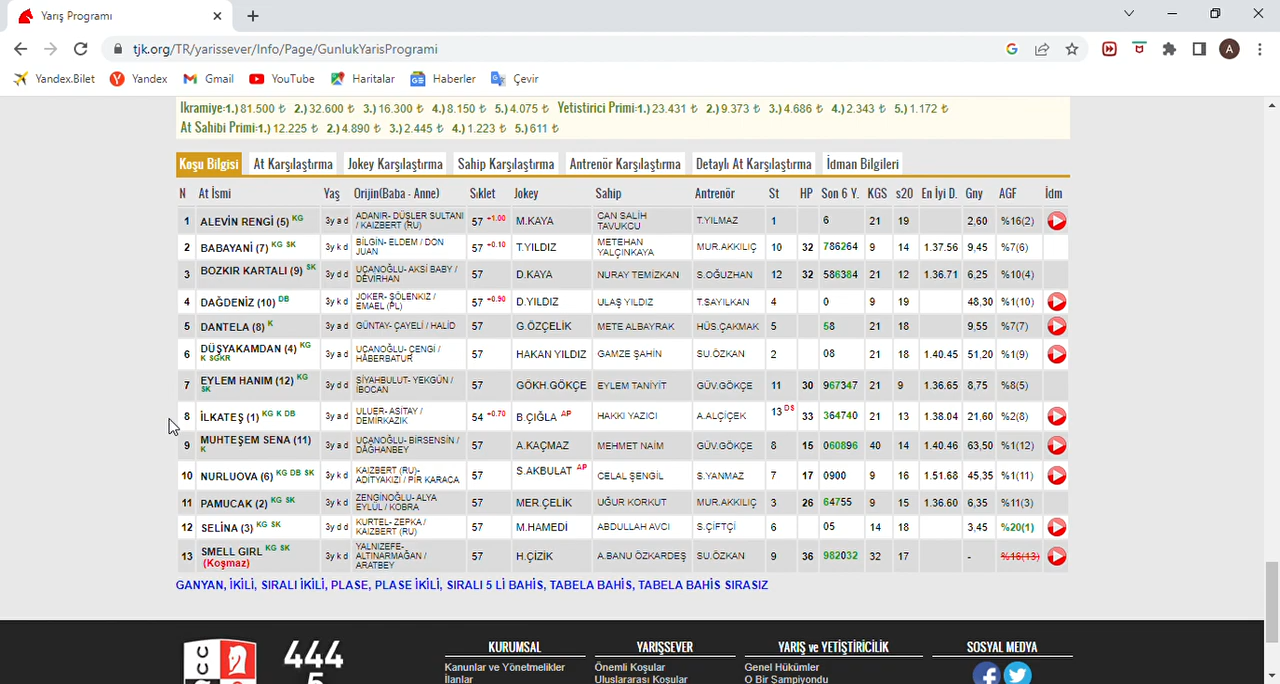 Yarış Programı
tjk.org/TR/yarissever/Info/Page/GunlukYarisProgrami
Yandex.Bilet Yandex Gmail YouTube Haritalar Haberler Çevir
İkramiye:1.) 81.500 ₺ 2.) 32.600 ₺ 3.) 16.300 ₺ 4.) 8.150 ₺ 5.) 4.075 ₺ Yetistirici Primi:1.) 23.431 ₺ 2.) 9.373 ₺ 3.) 4.686 ₺ 4.) 2.343 ₺ 5.) 1.172 ₺
At Sahibi Primi:1.) 12.225 ₺ 2.) 4.890 ₺ 3.) 2.445 ₺ 4.) 1.223 ₺ 5.) 611 ₺
Koşu Bilgisi At Karşılaştırma Jokey Karşılaştırma Sahip Karşılaştırma Antrenör Karşılaştırma Detaylı At Karşılaştırma İdman Bilgileri
N At İsmi Yaş Orijin(Baba - Anne) Sıklet Jokey Sahip Antrenör St HP Son 6 Y. KGS s20 En İyi D. Gny AGF İdm
1 ALEVİN RENGİ (5) KG 3y a d ADANIR- DÜŞLER SULTANI / KAIZBERT (RU) 57 +1.00 M.KAYA CAN SALİH TAVUKCU T.YILMAZ 1 6 21 19 2,60 %16(2)
2 BABAYANİ (7) KG SK 3y k d BİLGİN- ELDEM / DON JUAN 57 +0.10 T.YILDIZ METEHAN YALÇINKAYA MUR.AKKILIÇ 10 32 786264 9 14 1.37.56 9,45 %7(6)
3 BOZKIR KARTALI (9) SK 3y d d UÇANOĞLU- AKSİ BABY / DEVİRHAN 57 D.KAYA NURAY TEMİZKAN S.OĞUZHAN 12 32 586384 21 12 1.36.71 6,25 %10(4)
4 DAĞDENİZ (10) DB 3y k d JOKER- ŞÖLENKIZ / EMAEL (PL) 57 +0.90 D.YILDIZ ULAŞ YILDIZ T.SAYILKAN 4 0 9 19 48,30 %1(10)
5 DANTELA (8) K 3y a d GÜNTAY- ÇAYELİ / HALİD 57 G.ÖZÇELİK METE ALBAYRAK HÜS.ÇAKMAK 5 58 21 18 9,55 %7(7)
6 DÜŞYAKAMDAN (4) KG K SGKR 3y a d UÇANOĞLU- ÇENGİ / HABERBATUR 57 HAKAN YILDIZ GAMZE ŞAHİN SU.ÖZKAN 2 08 21 18 1.40.45 51,20 %1(9)
7 EYLEM HANIM (12) KG SK 3y d d SİYAHBULUT- YEKGÜN / İBOCAN 57 GÖKH.GÖKÇE EYLEM TANİYİT GÜV.GÖKÇE 11 30 967347 21 9 1.36.65 8,75 %8(5)
8 İLKATEŞ (1) KG K DB 3y a d ULUER- ASİTAY / DEMİRKAZIK 54 +0.70 B.ÇIĞLA AP HAKKI YAZICI A.ALÇİÇEK 13 DS 33 364740 21 13 1.38.04 21,60 %2(8)
9 MUHTEŞEM SENA (11) K 3y a d UÇANOĞLU- BİRSENSİN / DAĞHANBEY 57 A.KAÇMAZ MEHMET NAİM GÜV.GÖKÇE 8 15 060896 40 14 1.40.46 63,50 %1(12)
10 NURLUOVA (6) KG DB SK 3y k d KAIZBERT (RU)- ADİTYAKIZI / PİR KARACA 57 S.AKBULAT AP CELAL ŞENGİL Ş.YANMAZ 7 17 0900 9 16 1.51.68 45,35 %1(11)
11 PAMUCAK (2) KG SK 3y k d ZENGİNOĞLU- ALYA EYLÜL / KOBRA 57 MER.ÇELİK UĞUR KORKUT MUR.AKKILIÇ 3 26 64755 9 15 1.36.60 6,35 %11(3)
12 SELİNA (3) KG SK 3y d d KURTEL- ZEPKA / KAIZBERT (RU) 57 M.HAMEDİ ABDULLAH AVCI S.ÇİFTÇİ 6 05 14 18 3,45 %20(1)
13 SMELL GIRL KG SK (Koşmaz) 3y k d YALNIZEFE- ALTINARMAĞAN / ARATBEY 57 H.ÇİZİK A.BANU ÖZKARDEŞ SU.ÖZKAN 9 36 982032 32 17 - %16(13)
GANYAN, İKİLİ, SIRALI İKİLİ, PLASE, PLASE İKİLİ, SIRALI 5 Lİ BAHİS, TABELA BAHİS, TABELA BAHİS SIRASIZ
444 KURUMSAL YARIŞSEVER YARIŞ ve YETİŞTİRİCİLİK SOSYAL MEDYA
Kanunlar ve Yönetmelikler Önemli Koşular Genel Hükümler
İlanlar Uluslararası Koşular O Bir Şampiyondu